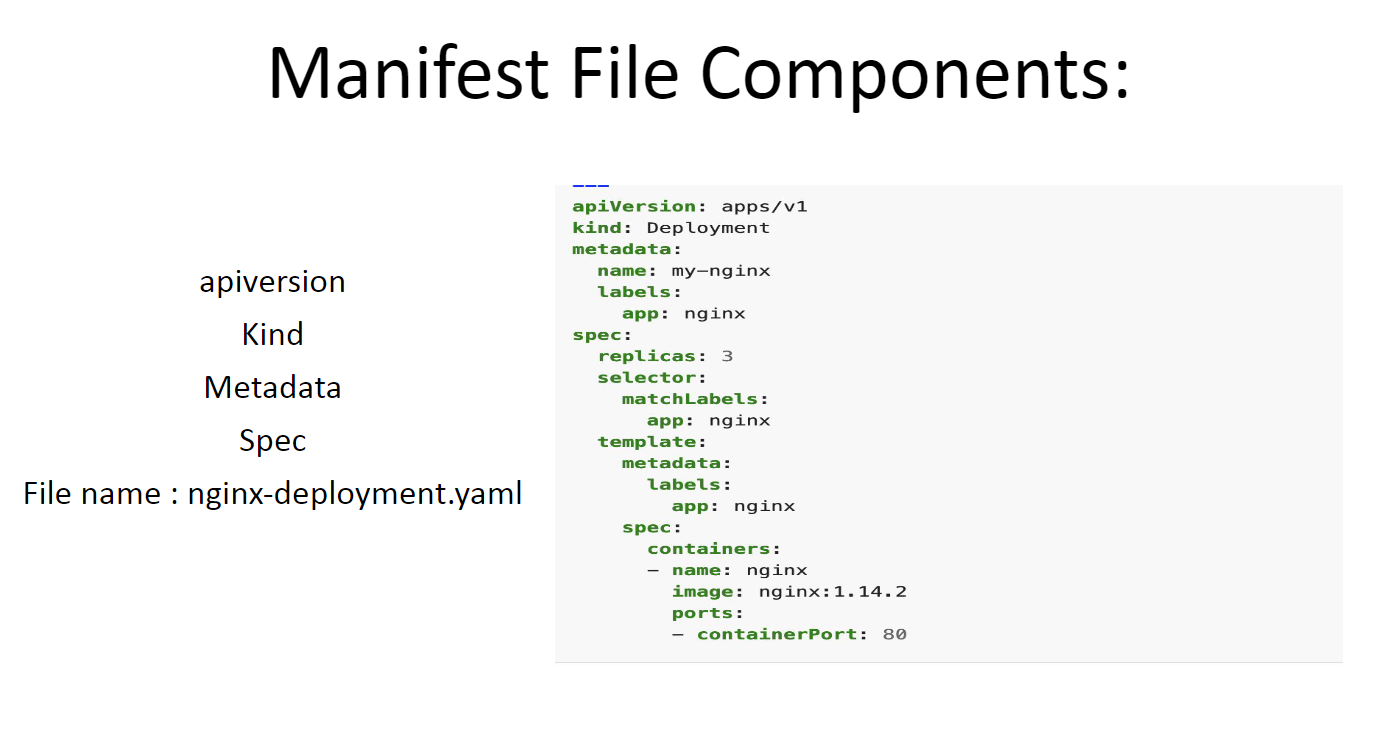 Manifest File Components:
apiversion
Kind
Metadata
Spec
File name : nginx-deployment.yaml
---
apiVersion: apps/v1
kind: Deployment
metadata:
  name: my-nginx
  labels:
    app: nginx
spec:
  replicas: 3
  selector:
    matchLabels:
      app: nginx
  template:
    metadata:
      labels:
        app: nginx
    spec:
      containers:
      - name: nginx
        image: nginx:1.14.2
        ports:
        - containerPort: 80